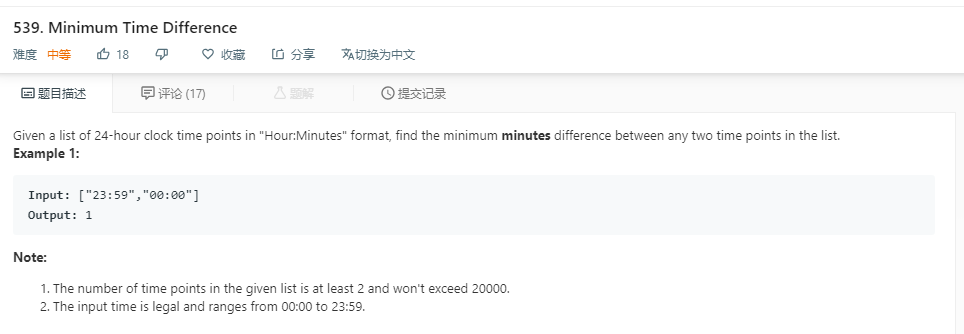 539. Minimum Time Difference
难度 中等 18 收藏 分享 切换为中文
题目描述 评论 (17) 题解 提交记录
Given a list of 24-hour clock time points in "Hour:Minutes" format, find the minimum minutes difference between any two time points in the list.
Example 1:
Input: ["23:59","00:00"]
Output: 1
Note:
1. The number of time points in the given list is at least 2 and won't exceed 20000.
2. The input time is legal and ranges from 00:00 to 23:59.